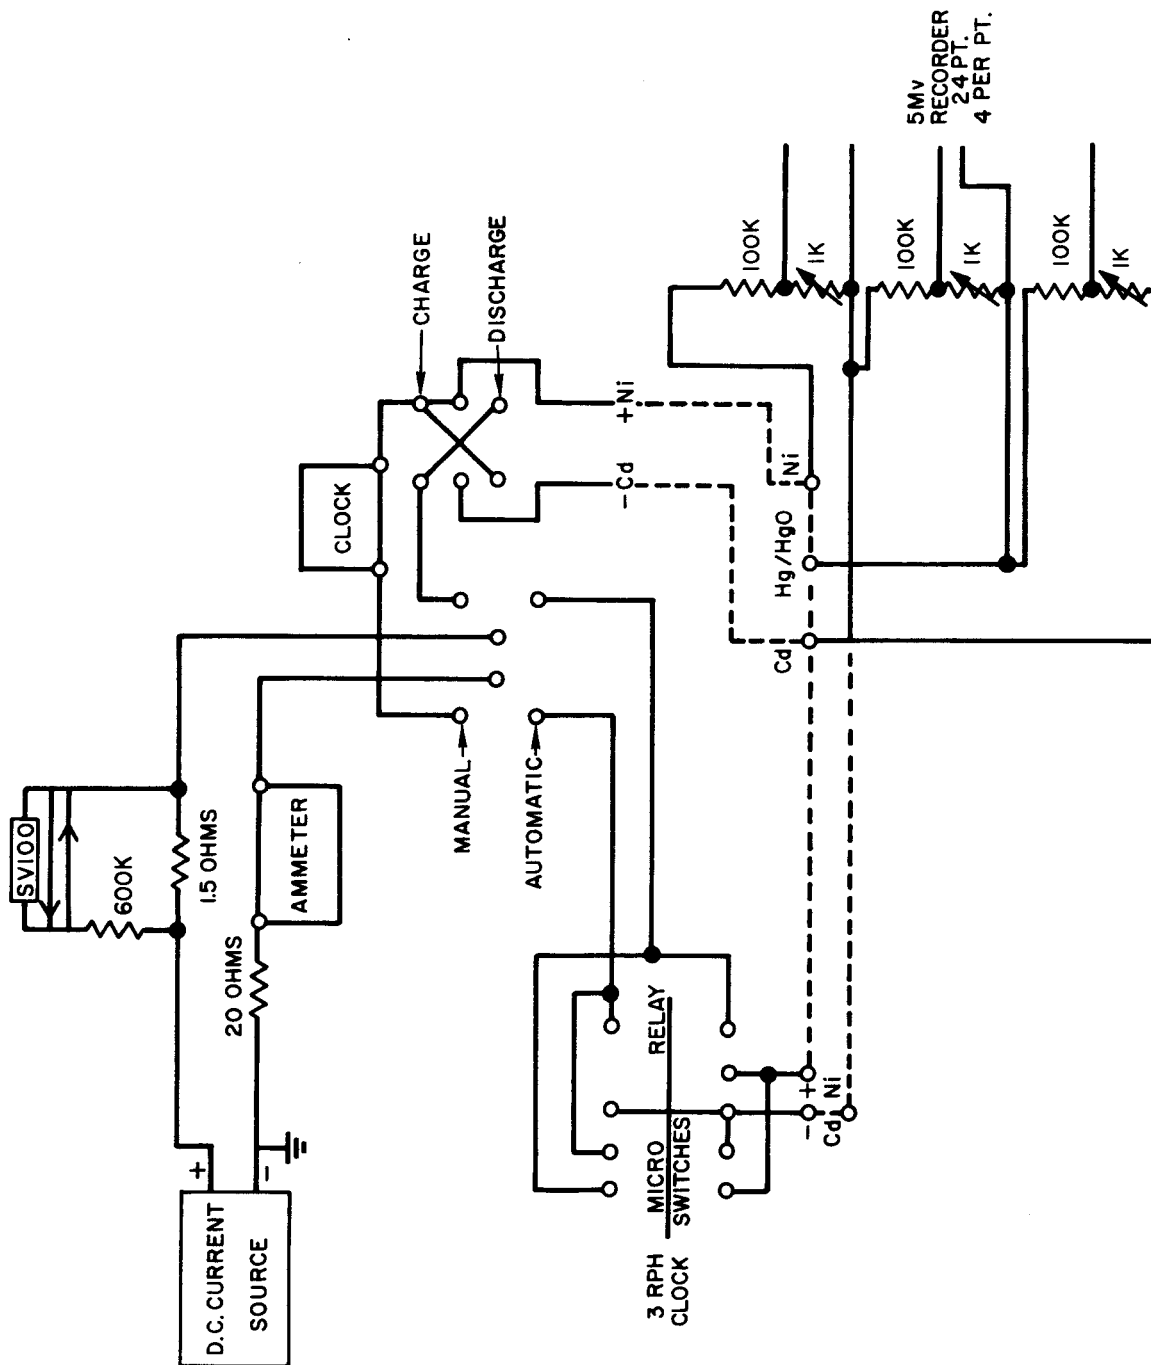 D.C. CURRENT
SOURCE
+
-
SV100
600K
1.5 OHMS
20 OHMS
AMMETER
MANUAL
AUTOMATIC
CLOCK
CHARGE
DISCHARGE
-Cd
+Ni
3 RPH
CLOCK
MICRO
SWITCHES
RELAY
-
+
Cd
Ni
Cd
Hg/HgO
Ni
100K
1K
100K
1K
100K
1K
5Mv
RECORDER
24 PT.
4 PER PT.